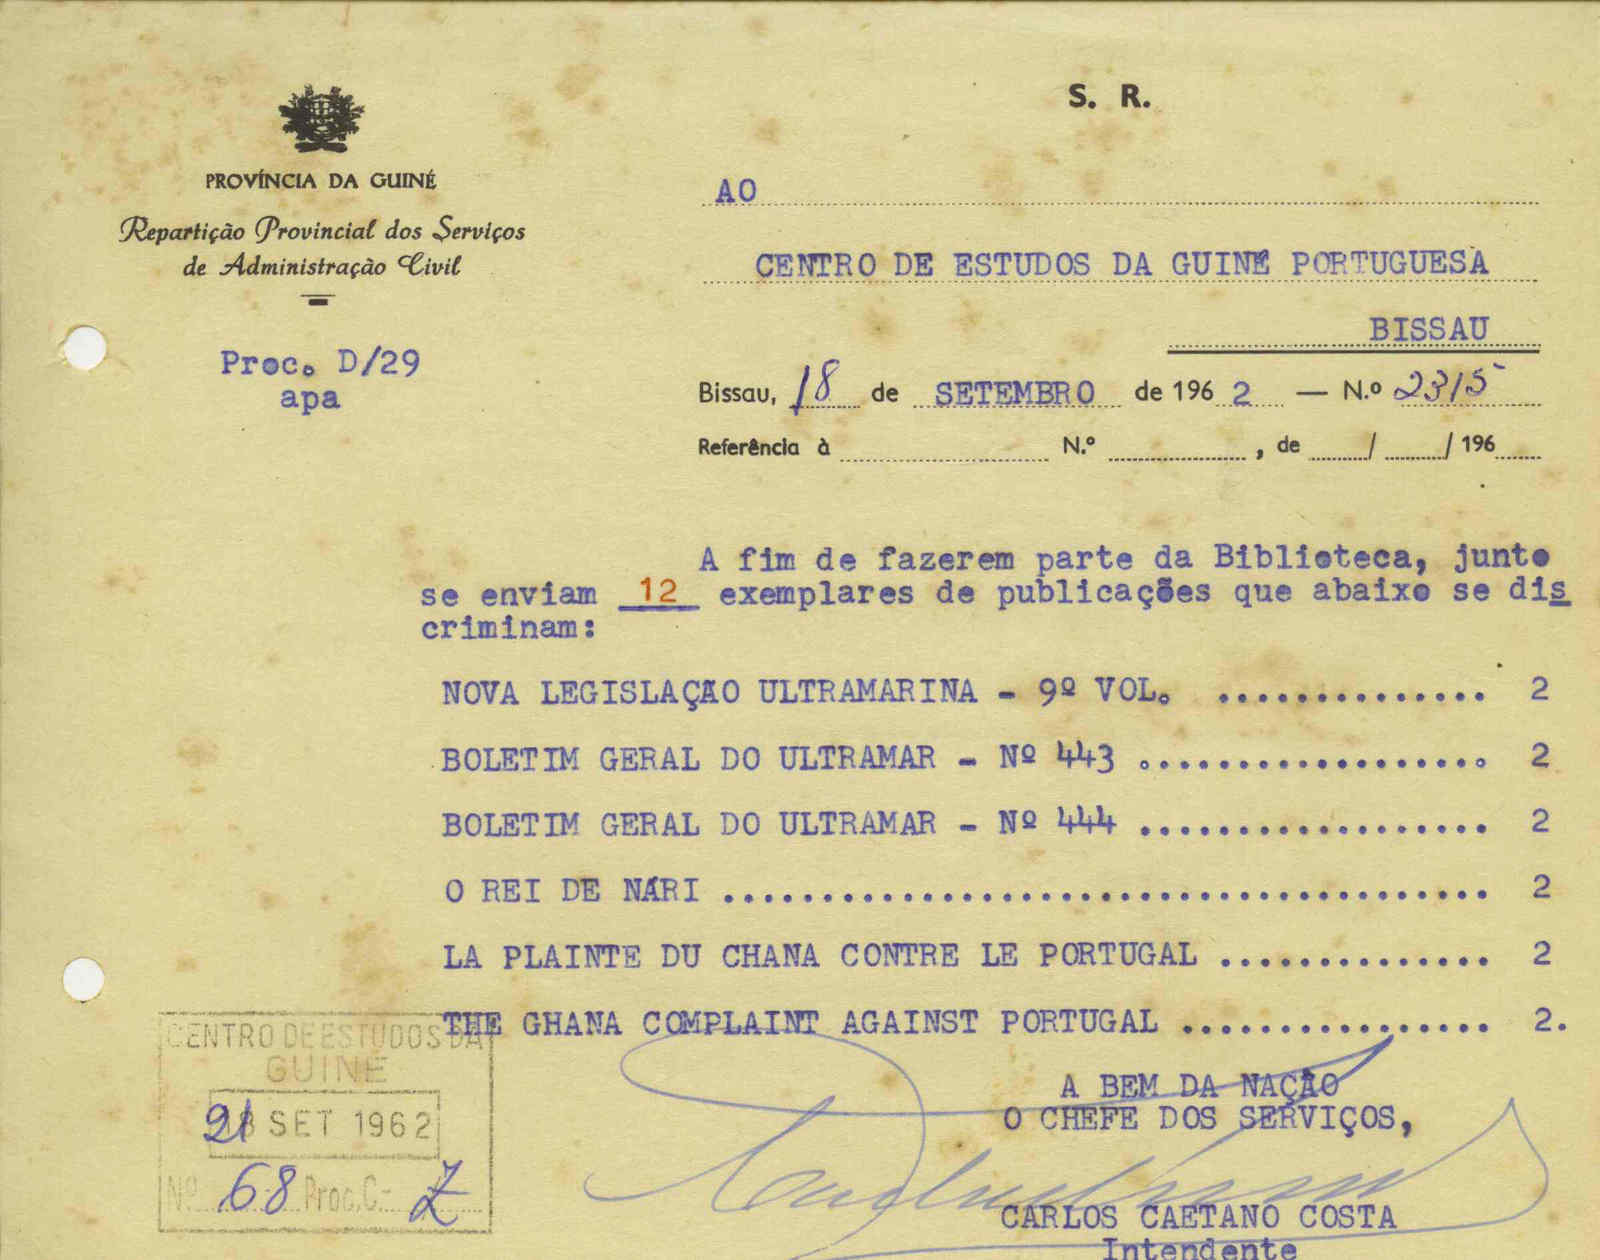 S. R.
PROVÍNCIA DA GUINÉ
Repartição Provincial dos Serviços
de Administração Civil
Proc. D/29
apa
AO
CENTRO DE ESTUDOS DA GUINÉ PORTUGUESA
BISSAU
Bissau, 18 de SETEMBRO de 1962 — N.º 2315
Referência à N.º , de / / 196
A fim de fazerem parte da Biblioteca, junto
se enviam 12 exemplares de publicações que abaixo se dis
criminam:
NOVA LEGISLAÇÃO ULTRAMARINA - 9º VOL. .............. 2
BOLETIM GERAL DO ULTRAMAR - Nº 443 .................. 2
BOLETIM GERAL DO ULTRAMAR - Nº 444 .................. 2
O REI DE NÁRI ....................................... 2
LA PLAINTE DU CHANA CONTRE LE PORTUGAL .............. 2
THE GHANA COMPLAINT AGAINST PORTUGAL ................ 2.
A BEM DA NAÇÃO
O CHEFE DOS SERVIÇOS,
CARLOS CAETANO COSTA
Intendente
CENTRO DE ESTUDOS DA
GUINÉ
21 SET 1962
Nº 68 Proc. C- Z